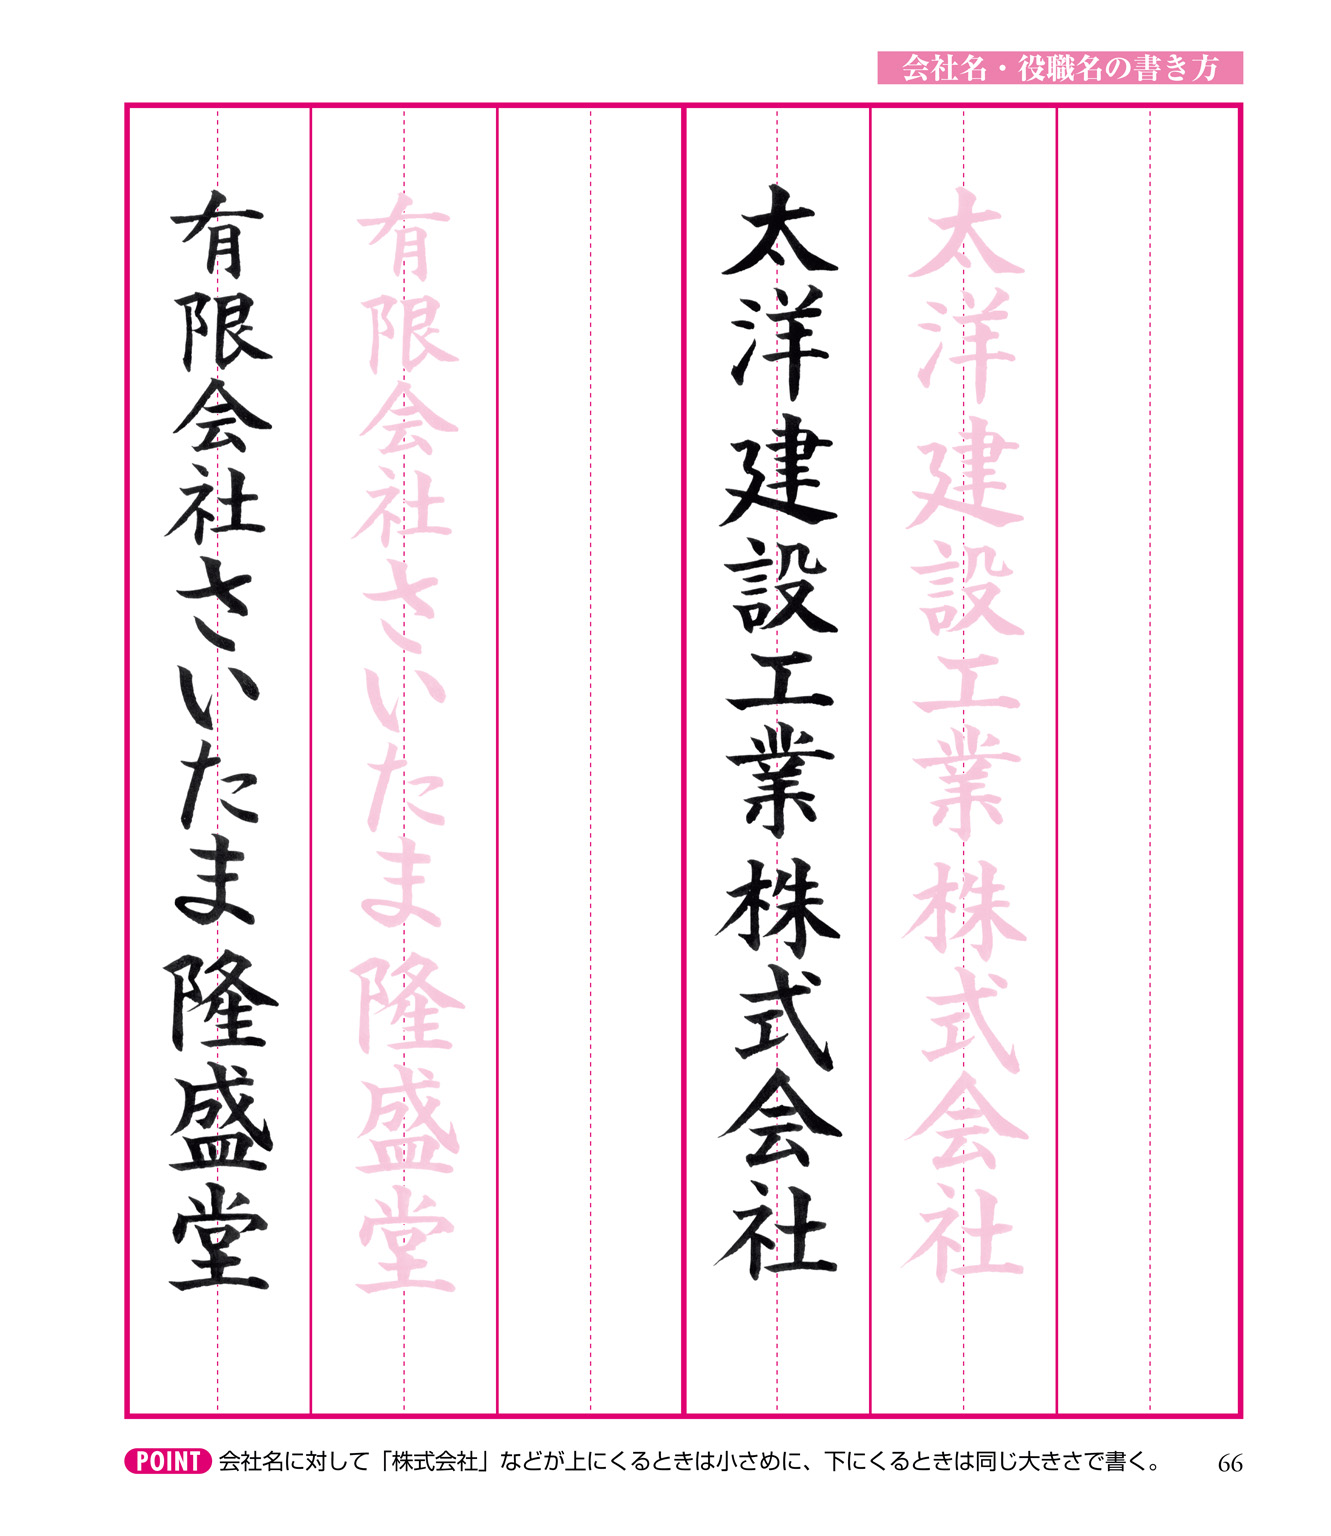 会社名・役職名の書き方
太洋建設工業株式会社
太洋建設工業株式会社
有限会社さいたま隆盛堂
有限会社さいたま隆盛堂
POINT 会社名に対して「株式会社」などが上にくるときは小さめに、下にくるときは同じ大きさで書く。
66